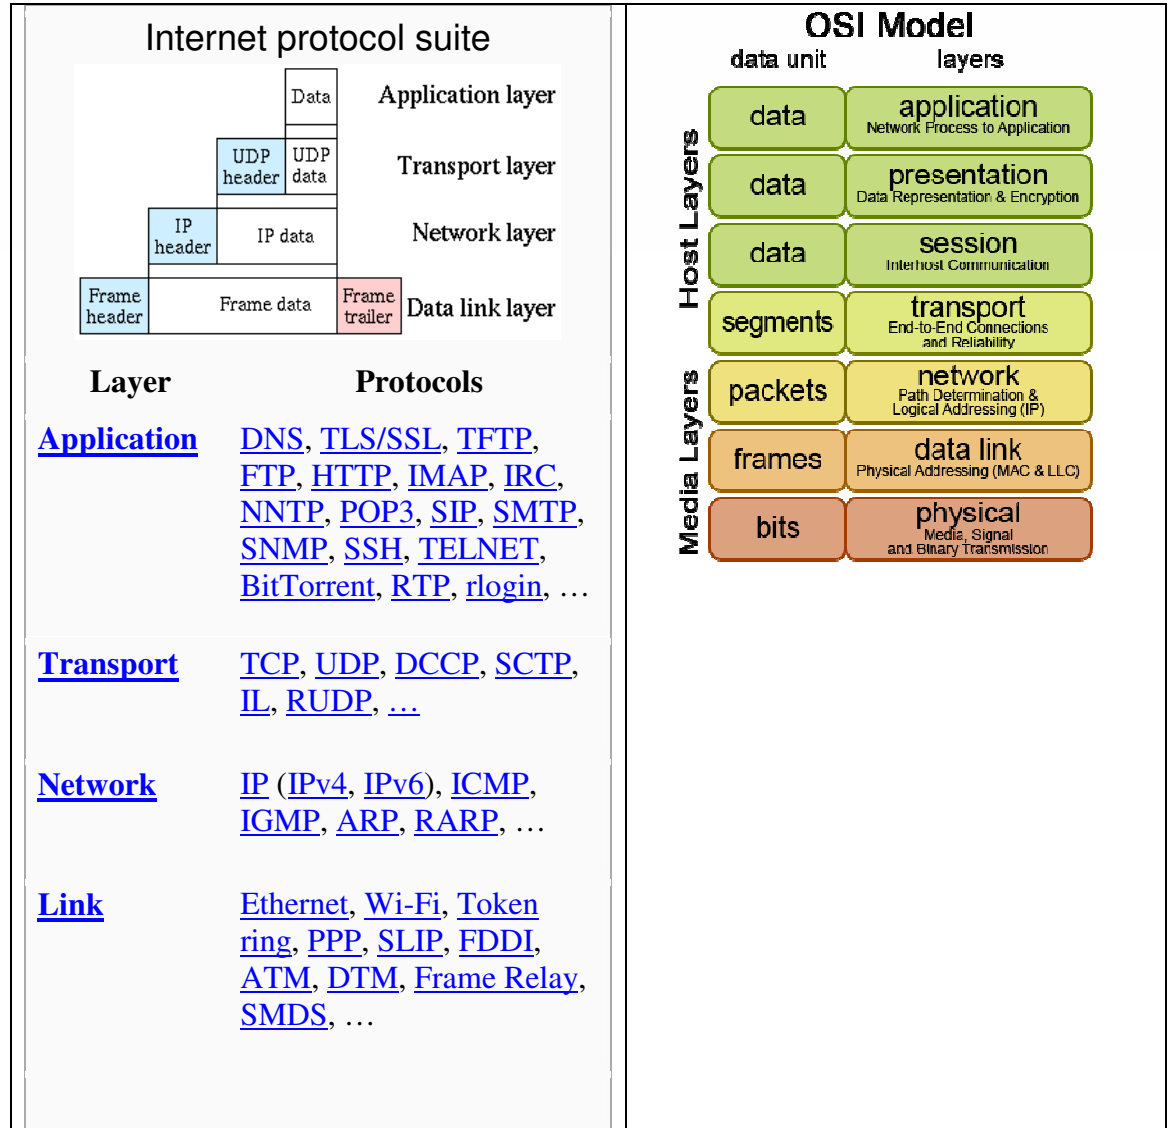 Internet protocol suite
Data Application layer
UDP header UDP data Transport layer
IP header IP data Network layer
Frame header Frame data Frame trailer Data link layer
Layer Protocols
Application DNS, TLS/SSL, TFTP,
FTP, HTTP, IMAP, IRC,
NNTP, POP3, SIP, SMTP,
SNMP, SSH, TELNET,
BitTorrent, RTP, rlogin, …
Transport TCP, UDP, DCCP, SCTP,
IL, RUDP, …
Network IP (IPv4, IPv6), ICMP,
IGMP, ARP, RARP, …
Link Ethernet, Wi-Fi, Token
ring, PPP, SLIP, FDDI,
ATM, DTM, Frame Relay,
SMDS, …
OSI Model
data unit layers
Host Layers
data application
Network Process to Application
data presentation
Data Representation & Encryption
data session
Interhost Communication
segments transport
End-to-End Connections
and Reliability
Media Layers
packets network
Path Determination &
Logical Addressing (IP)
frames data link
Physical Addressing (MAC & LLC)
bits physical
Media, Signal
and Binary Transmission